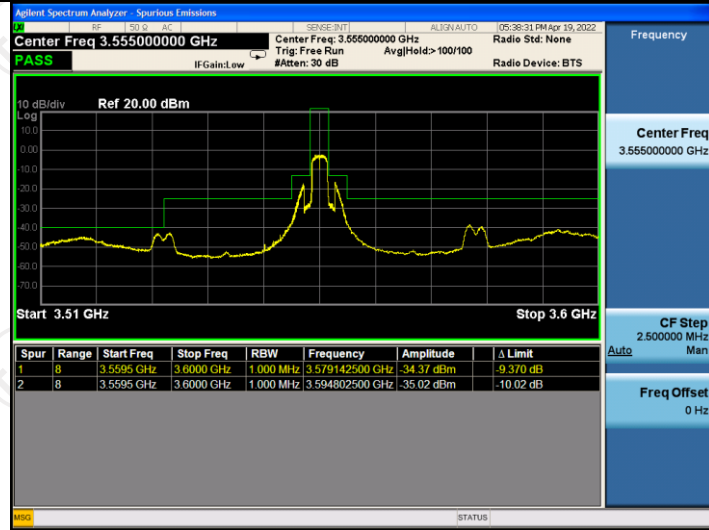 Agilent Spectrum Analyzer - Spurious Emissions
LXI RF 50 Ω AC SENSE:INT ALIGN AUTO 05:38:31 PM Apr 19, 2022
Center Freq 3.555000000 GHz Center Freq: 3.555000000 GHz Radio Std: None
Trig: Free Run Avg|Hold:>100/100
PASS IFGain:Low #Atten: 30 dB Radio Device: BTS
Frequency
10 dB/div Ref 20.00 dBm
Log
10.0
0.00
-10.0
-20.0
-30.0
-40.0
-50.0
-60.0
-70.0
Start 3.51 GHz Stop 3.6 GHz
Center Freq
3.555000000 GHz
CF Step
2.500000 MHz
Auto Man
Freq Offset
0 Hz
Spur Range Start Freq Stop Freq RBW Frequency Amplitude Δ Limit
1 8 3.5595 GHz 3.6000 GHz 1.000 MHz 3.579142500 GHz -34.37 dBm -9.370 dB
2 8 3.5595 GHz 3.6000 GHz 1.000 MHz 3.594802500 GHz -35.02 dBm -10.02 dB
MSG STATUS